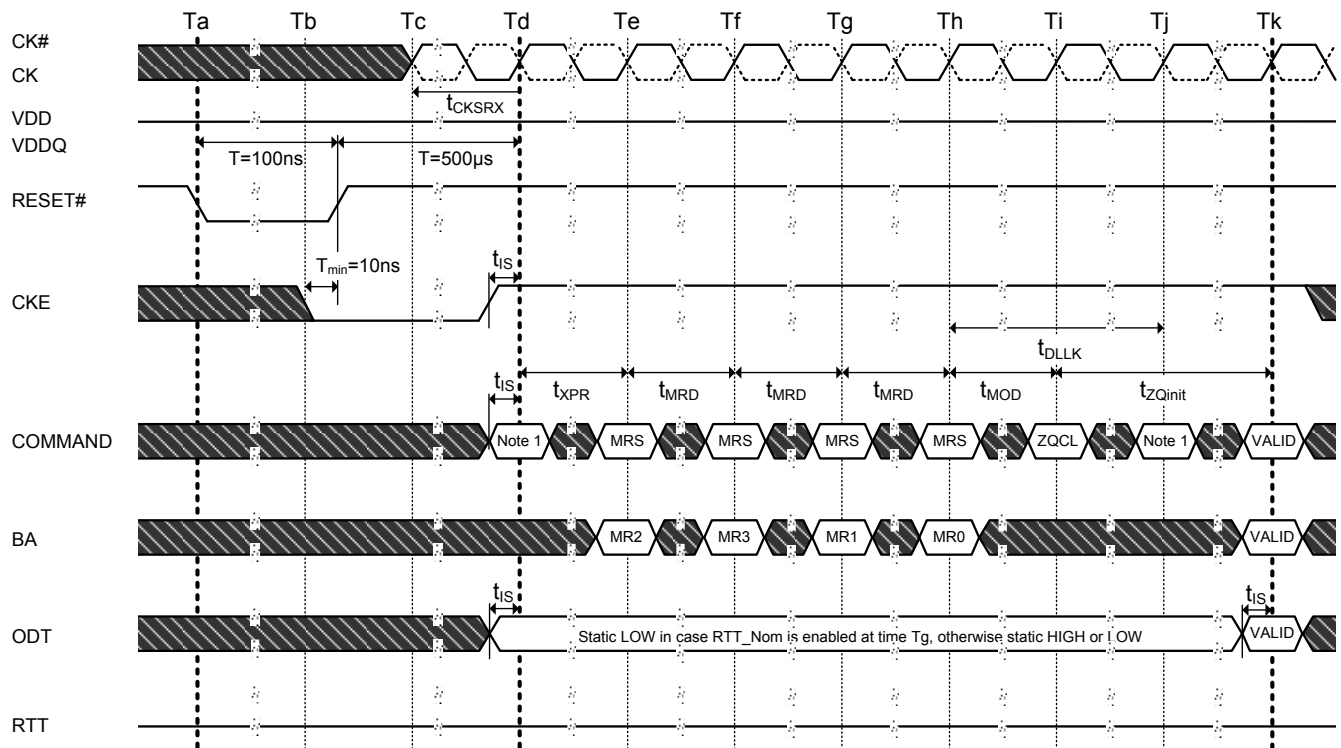 Ta Tb Tc Td Te Tf Tg Th Ti Tj Tk
CK#
CK
tCKSRX
VDD
VDDQ
T=100ns T=500µs
RESET#
Tmin=10ns tIS
CKE
tDLLK
tIS tXPR tMRD tMRD tMRD tMOD tZQinit
COMMAND Note 1 MRS MRS MRS MRS ZQCL Note 1 VALID
BA MR2 MR3 MR1 MR0 VALID
tIS tIS
ODT Static LOW in case RTT_Nom is enabled at time Tg, otherwise static HIGH or LOW VALID
RTT